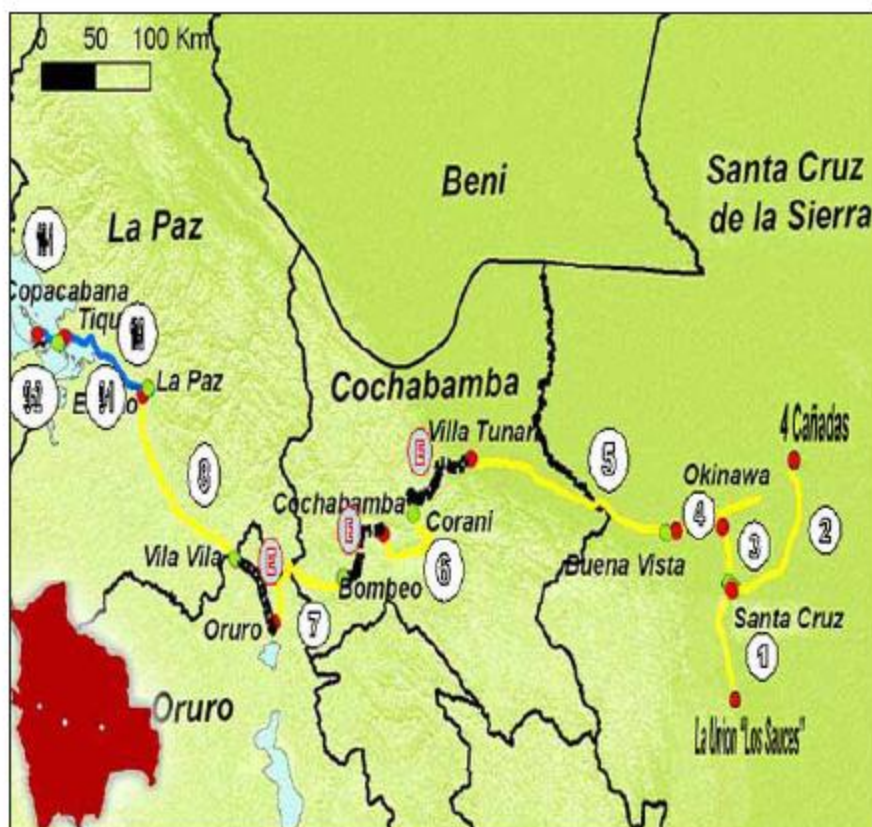 0 50 100 Km
Beni
Santa Cruz
de la Sierra
La Paz
Copacabana
La Paz
Cochabamba
4 Cañadas
Villa Tunari
5
Okinawa
8
Cochabamba
Corani
4
2
3
Vila Vila
6
Buena Vista
Bombeo
Oruro
7
Santa Cruz
1
Oruro
La Union "Los Sauces"